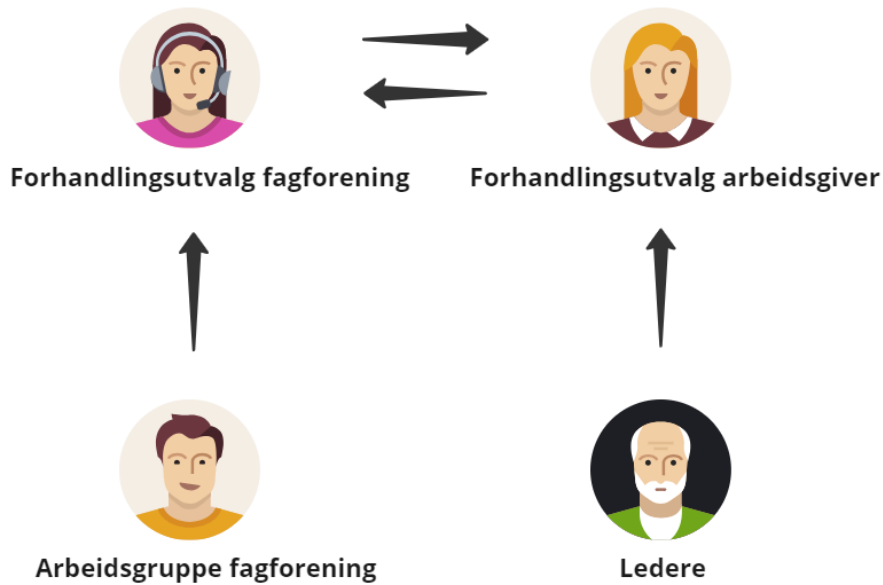 Forhandlingsutvalg fagforening
Forhandlingsutvalg arbeidsgiver
Arbeidsgruppe fagforening
Ledere